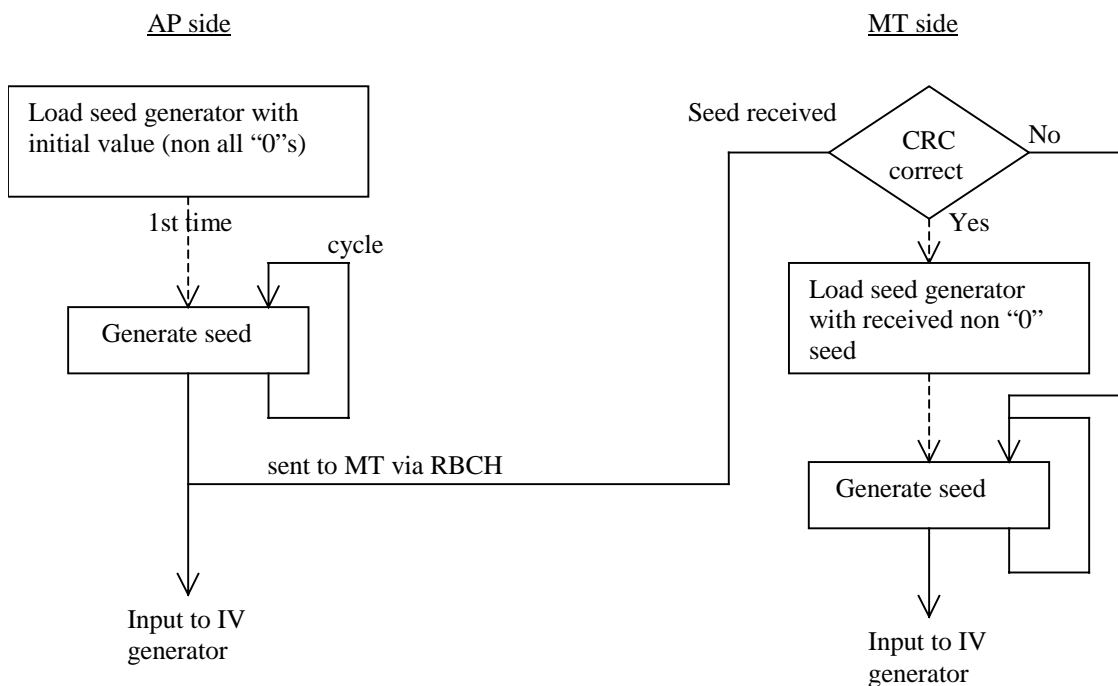 AP side
MT side
Load seed generator with
initial value (non all “0”s)
Seed received
CRC
correct
No
1st time
Yes
cycle
Load seed generator
with received non “0”
seed
Generate seed
sent to MT via RBCH
Generate seed
Input to IV
generator
Input to IV
generator